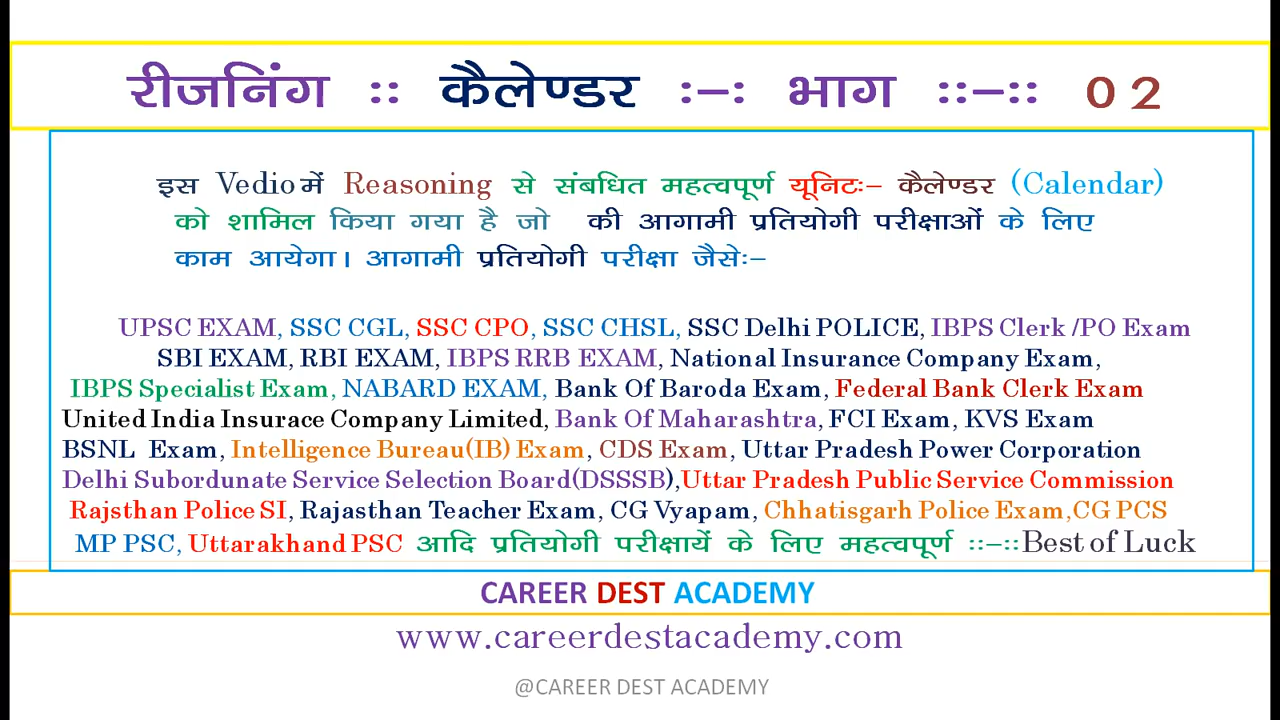 रीजनिंग :: कैलेण्डर :-: भाग ::-:: 02
इस Vedio में Reasoning से संबधित महत्वपूर्ण यूनिटः- कैलेण्डर (Calendar)
को शामिल किया गया है जो की आगामी प्रतियोगी परीक्षाओं के लिए
काम आयेगा। आगामी प्रतियोगी परीक्षा जैसेः-
UPSC EXAM, SSC CGL, SSC CPO, SSC CHSL, SSC Delhi POLICE, IBPS Clerk /PO Exam
SBI EXAM, RBI EXAM, IBPS RRB EXAM, National Insurance Company Exam,
IBPS Specialist Exam, NABARD EXAM, Bank Of Baroda Exam, Federal Bank Clerk Exam
United India Insurace Company Limited, Bank Of Maharashtra, FCI Exam, KVS Exam
BSNL Exam, Intelligence Bureau(IB) Exam, CDS Exam, Uttar Pradesh Power Corporation
Delhi Subordunate Service Selection Board(DSSSB),Uttar Pradesh Public Service Commission
Rajsthan Police SI, Rajasthan Teacher Exam, CG Vyapam, Chhatisgarh Police Exam,CG PCS
MP PSC, Uttarakhand PSC आदि प्रतियोगी परीक्षायें के लिए महत्वपूर्ण ::-::Best of Luck
CAREER DEST ACADEMY
www.careerdestacademy.com
@CAREER DEST ACADEMY